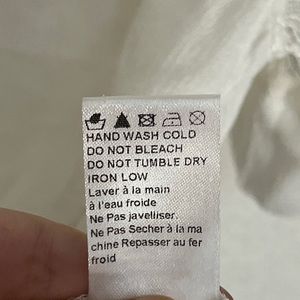 HAND WASH COLD
DO NOT BLEACH
DO NOT TUMBLE DRY
IRON LOW
Laver à la main
à l'eau froide
Ne Pas javelliser.
Ne Pas Secher à la ma
chine Repasser au fer
froid